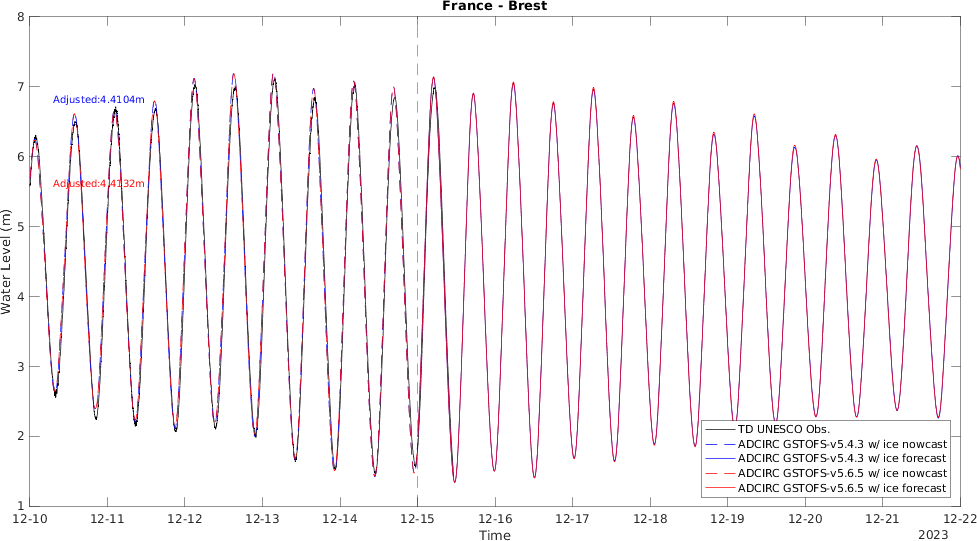 France - Brest
8
7
6
5
4
3
2
1
Water Level (m)
Adjusted:4.4104m
Adjusted:4.4132m
TD UNESCO Obs.
ADCIRC GSTOFS-v5.4.3 w/ ice nowcast
ADCIRC GSTOFS-v5.4.3 w/ ice forecast
ADCIRC GSTOFS-v5.6.5 w/ ice nowcast
ADCIRC GSTOFS-v5.6.5 w/ ice forecast
12-10 12-11 12-12 12-13 12-14 12-15 12-16 12-17 12-18 12-19 12-20 12-21 12-22
Time
2023